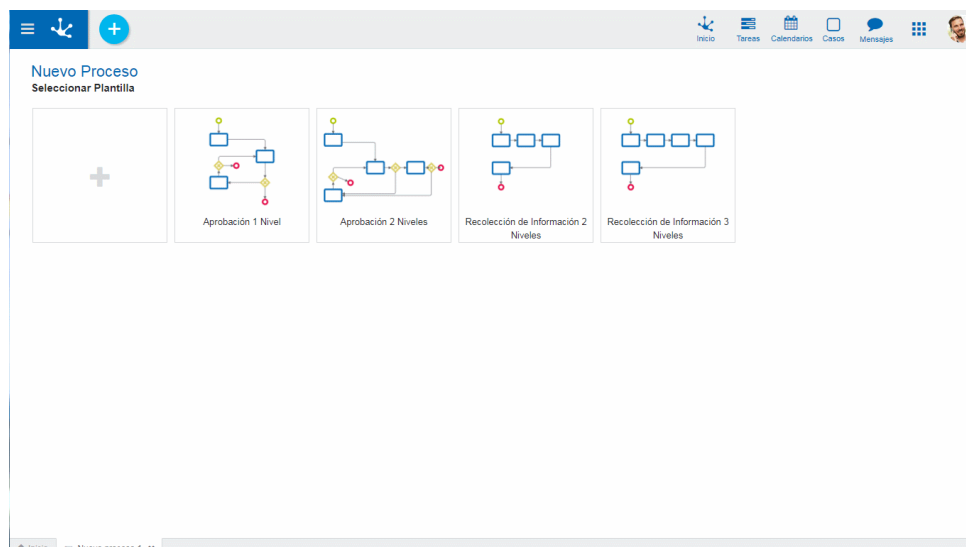 Inicio
Tareas
Calendarios
Casos
Mensajes
Nuevo Proceso
Seleccionar Plantilla
Aprobación 1 Nivel
Aprobación 2 Niveles
Recolección de Información 2
Niveles
Recolección de Información 3
Niveles